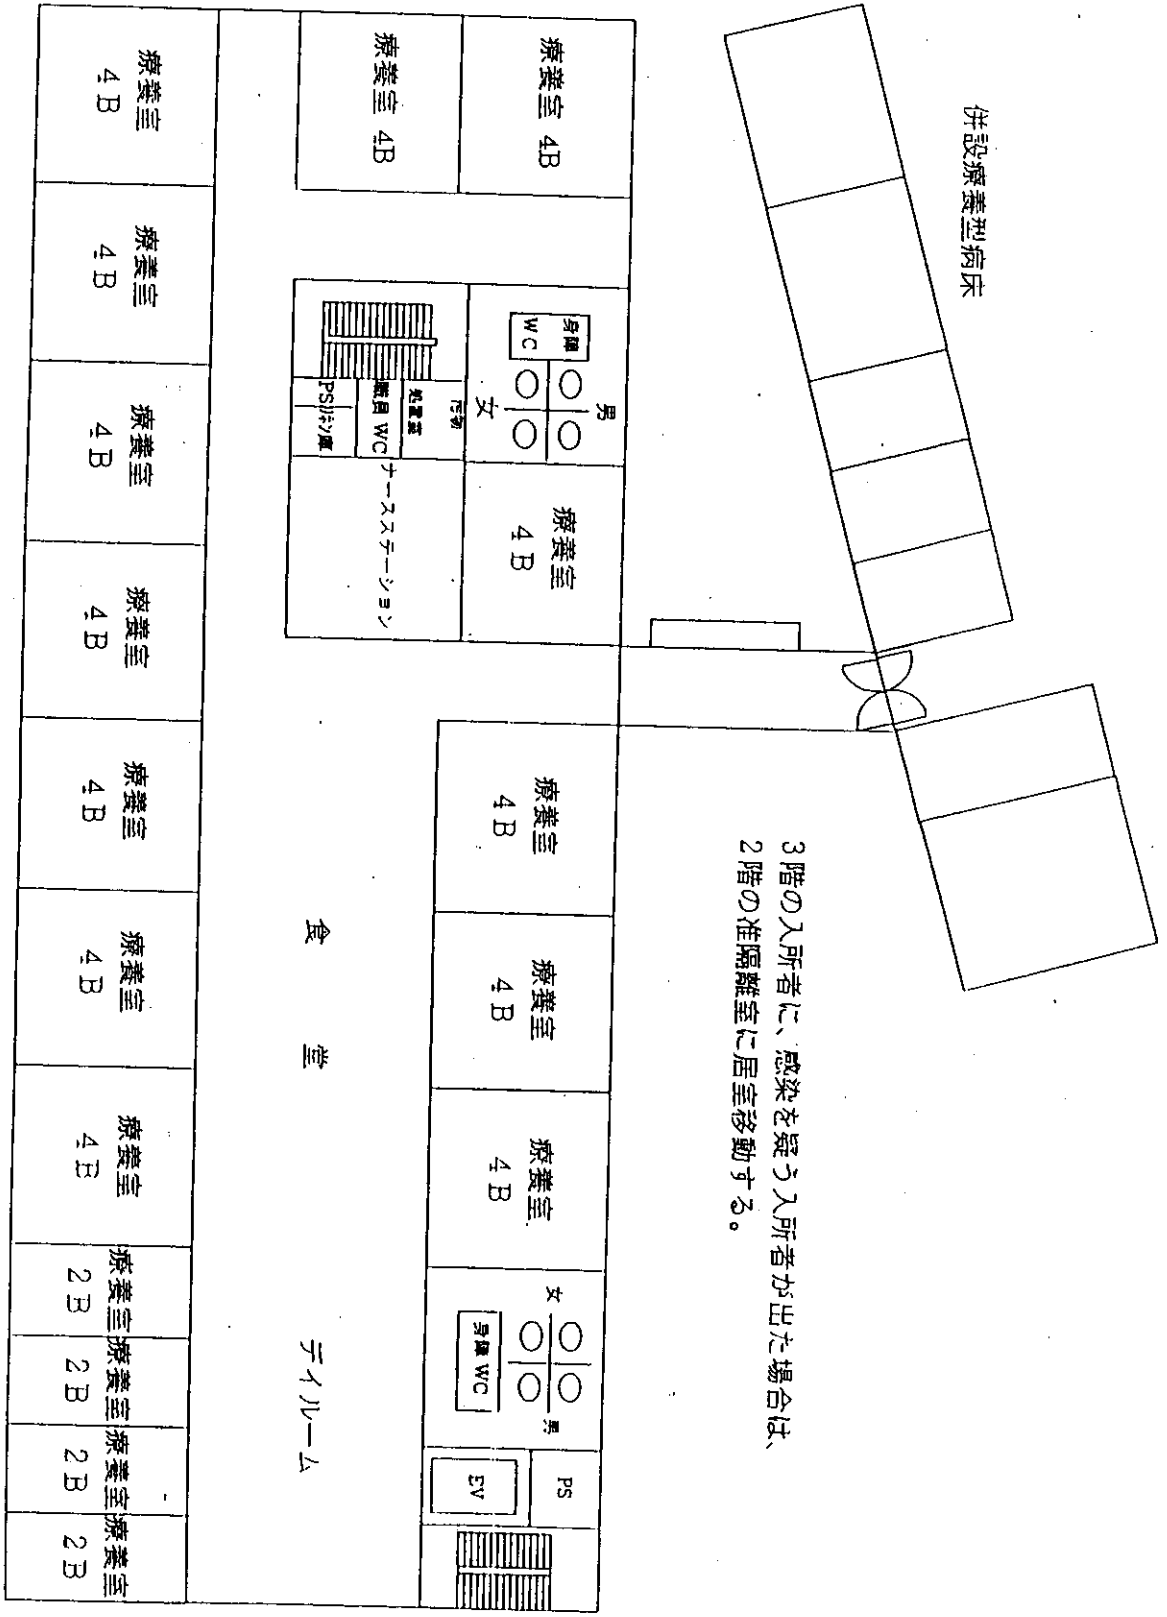 併設療養型病床
3階の入所者に、感染を疑う入所者が出た場合は、
2階の準隔離室に居室移動する。
療養室 4B
療養室 4B
身障
WC
男
女
汚物
処置室
職員 WC
PS
リネン庫
ナースステーション
療養室
4B
療養室
4B
療養室
4B
療養室
4B
女
男
身障 WC
PS
EV
食堂
デイルーム
療養室
4B
療養室
4B
療養室
4B
療養室
4B
療養室
4B
療養室
4B
療養室
4B
療養室
2B
療養室
2B
療養室
2B
療養室
2B